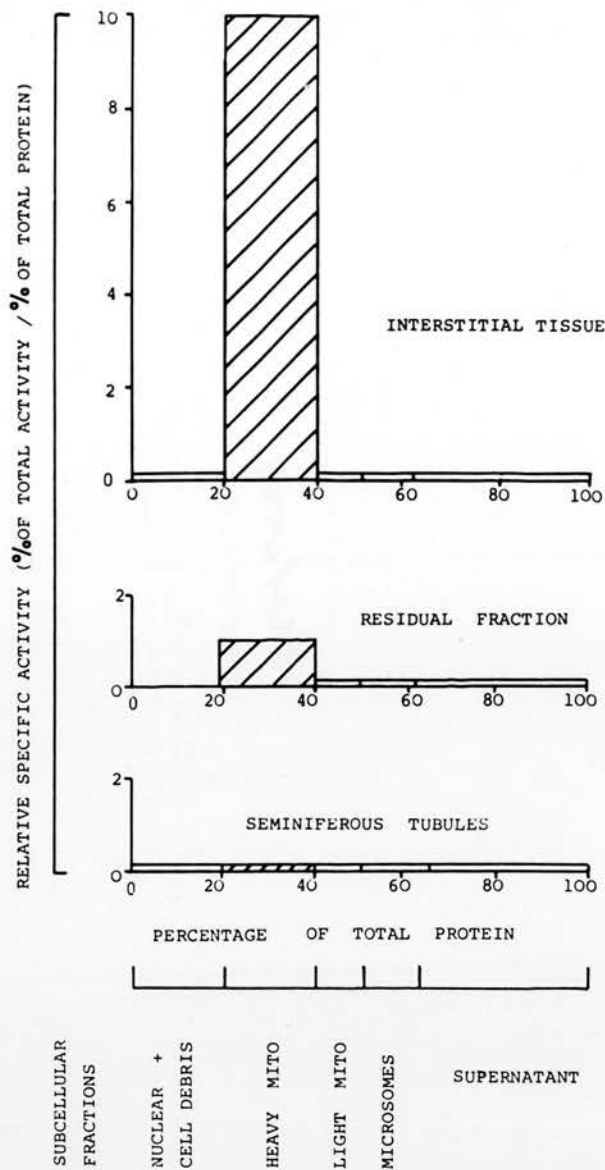 RELATIVE SPECIFIC ACTIVITY (%OF TOTAL ACTIVITY / % OF TOTAL PROTEIN)
10
8
6
4
2
0
INTERSTITIAL TISSUE
0 20 40 60 100
2
0
RESIDUAL FRACTION
0 20 40 60 80 100
2
0
SEMINIFEROUS TUBULES
0 20 40 60 80 100
PERCENTAGE OF TOTAL PROTEIN
SUBCELLULAR
FRACTIONS
NUCLEAR +
CELL DEBRIS
HEAVY MITO
LIGHT MITO
MICROSOMES
SUPERNATANT